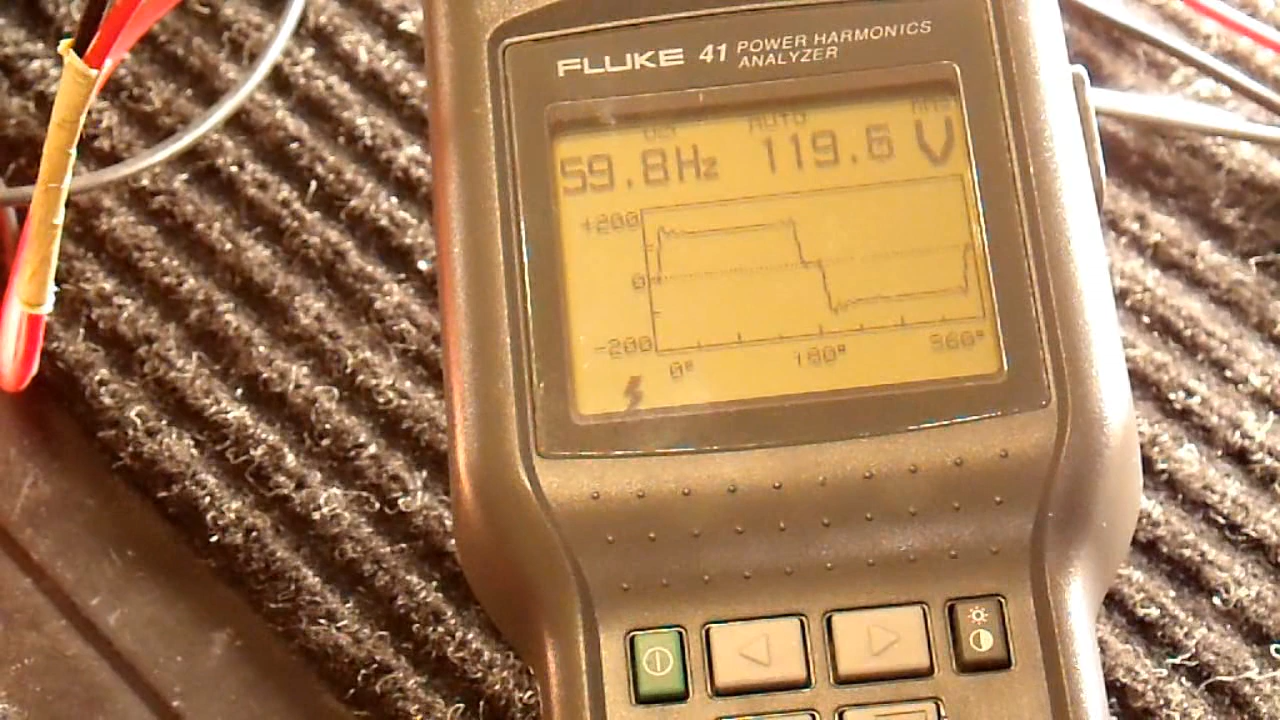 FLUKE 41 POWER HARMONICS
ANALYZER
AUTO
59.8Hz 119.6 V
+200
0
-200
0° 180° 360°